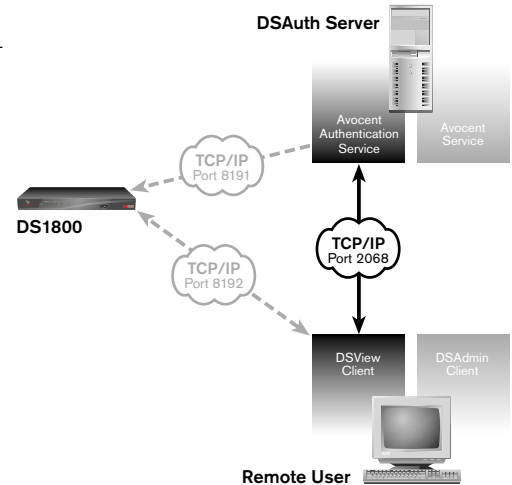 DSAuth Server
Avocent
Authentication
Service
Avocent
Service
TCP/IP
Port 8191
DS1800
TCP/IP
Port 2068
TCP/IP
Port 8192
DSView
Client
DSAdmin
Client
Remote User